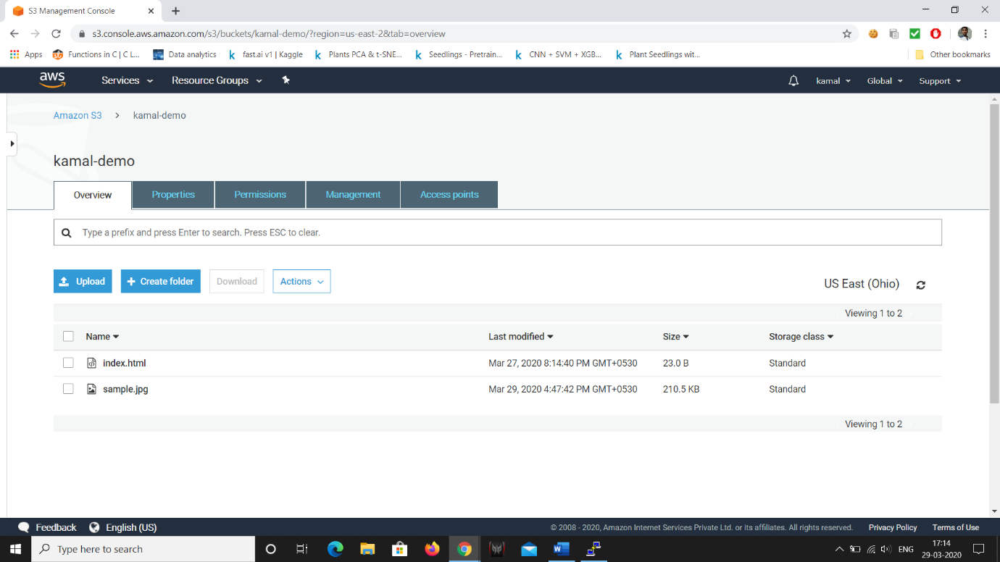 S3 Management Console
s3.console.aws.amazon.com/s3/buckets/kamal-demo/?region=us-east-2&tab=overview
Apps Functions in C | C L... Data analytics fast.ai v1 | Kaggle Plants PCA & t-SNE... Seedlings - Pretrain... CNN + SVM + XGB... Plant Seedlings wit... Other bookmarks
aws Services Resource Groups kamal Global Support
Amazon S3 > kamal-demo
kamal-demo
Overview Properties Permissions Management Access points
Type a prefix and press Enter to search. Press ESC to clear.
Upload + Create folder Download Actions US East (Ohio)
Viewing 1 to 2
Name Last modified Size Storage class
index.html Mar 27, 2020 8:14:40 PM GMT+0530 23.0 B Standard
sample.jpg Mar 29, 2020 4:47:42 PM GMT+0530 210.5 KB Standard
Viewing 1 to 2
Feedback English (US) © 2008 - 2020, Amazon Internet Services Private Ltd. or its affiliates. All rights reserved. Privacy Policy Terms of Use
Type here to search ENG 17:14
29-03-2020